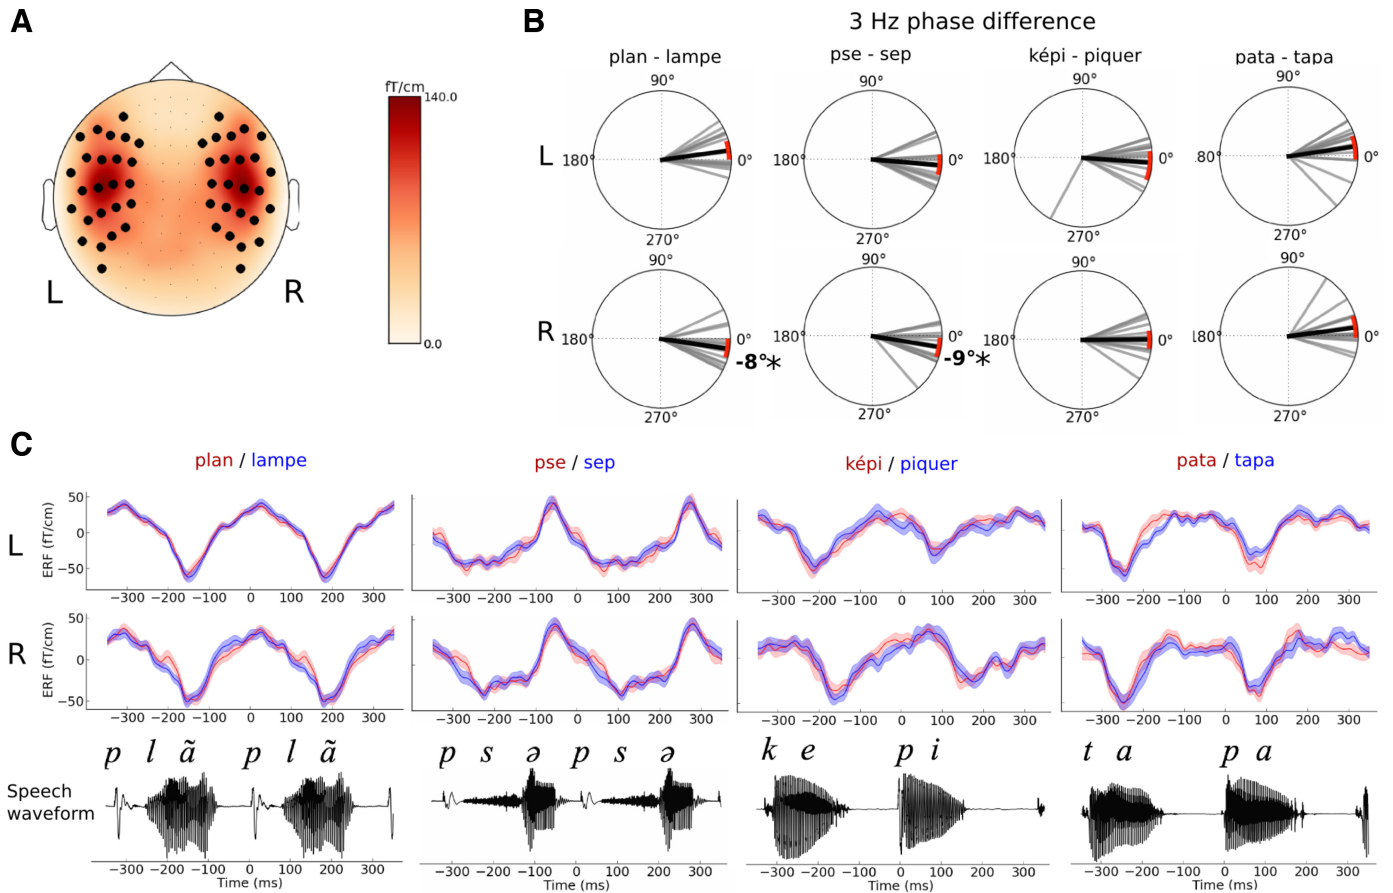 A
fT/cm
140.0
0.0
L R
B
3 Hz phase difference
plan - lampe pse - sep képi - piquer pata - tapa
90° 90° 90° 90°
L 180° 0° 180° 0° 180° 0° 80° 0°
270° 270° 270° 270°
90° 90° 90° 90°
R 180° 0° 180° 0° 180° 0° 180° 0°
-8°* -9°*
270° 270° 270° 270°
C
plan / lampe pse / sep képi / piquer pata / tapa
L
ERF (fT/cm)
50
0
−50
−300 −200 −100 0 100 200 300 −300 −200 −100 0 100 200 300 −300 −200 −100 0 100 200 300 −300 −200 −100 0 100 200 300
R
ERF (fT/cm)
50
0
−50
−300 −200 −100 0 100 200 300 −300 −200 −100 0 100 200 300 −300 −200 −100 0 100 200 300 −300 −200 −100 0 100 200 300
p l ã p l ã p s ə p s ə k e p i t a p a
Speech
waveform
−300 −200 −100 0 100 200 300 −300 −200 −100 0 100 200 300 −300 −200 −100 0 100 200 300 −300 −200 −100 0 100 200 300
Time (ms) Time (ms) Time (ms) Time (ms)